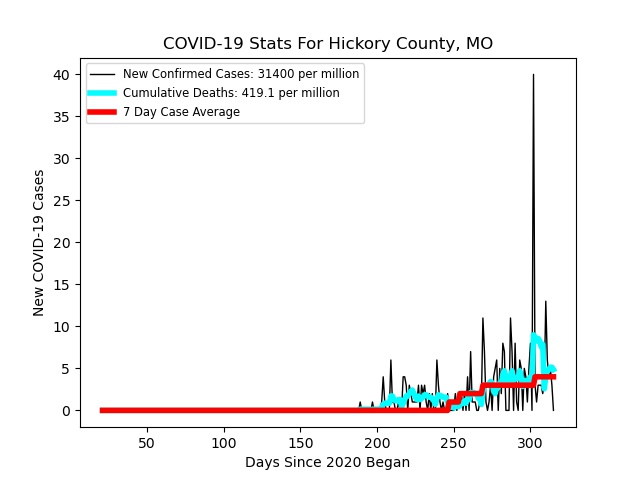 COVID-19 Stats For Hickory County, MO
New Confirmed Cases: 31400 per million
Cumulative Deaths: 419.1 per million
7 Day Case Average
New COVID-19 Cases
40
35
30
25
20
15
10
5
0
50 100 150 200 250 300
Days Since 2020 Began